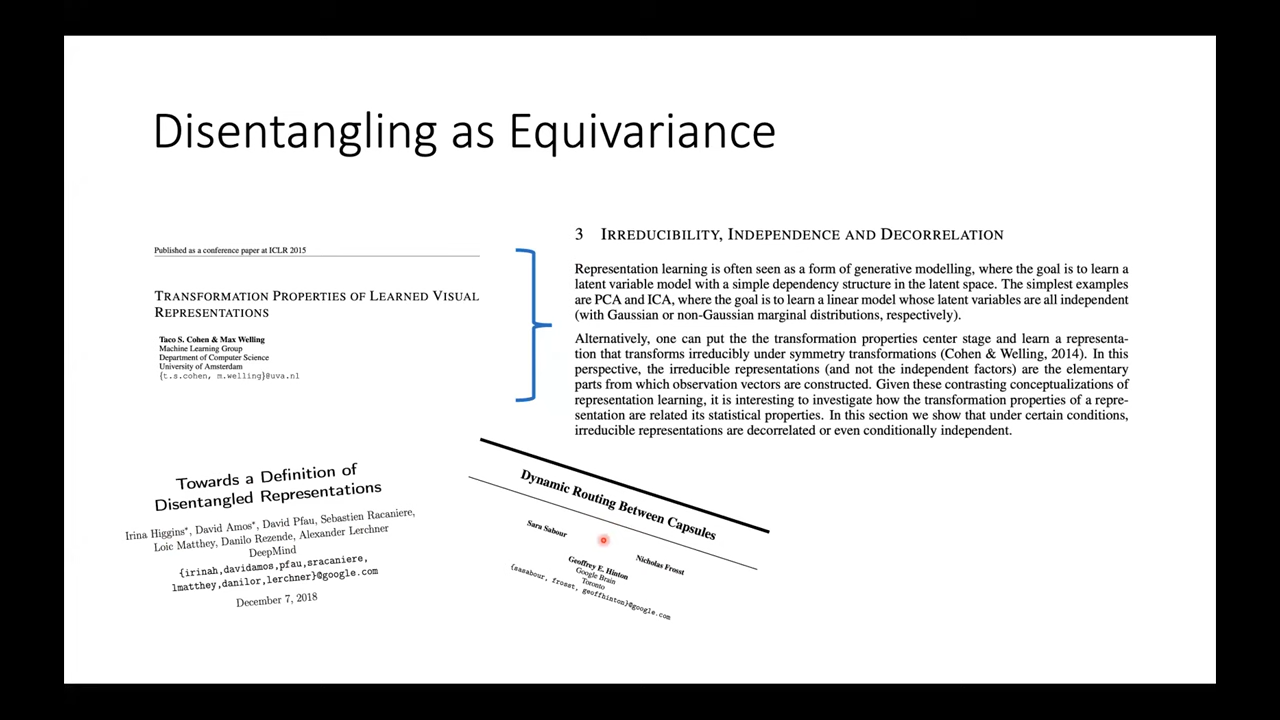 Disentangling as Equivariance
Published as a conference paper at ICLR 2015
TRANSFORMATION PROPERTIES OF LEARNED VISUAL
REPRESENTATIONS
Taco S. Cohen & Max Welling
Machine Learning Group
Department of Computer Science
University of Amsterdam
{t.s.cohen, m.welling}@uva.nl
3 IRREDUCIBILITY, INDEPENDENCE AND DECORRELATION
Representation learning is often seen as a form of generative modelling, where the goal is to learn a
latent variable model with a simple dependency structure in the latent space. The simplest examples
are PCA and ICA, where the goal is to learn a linear model whose latent variables are all independent
(with Gaussian or non-Gaussian marginal distributions, respectively).
Alternatively, one can put the the transformation properties center stage and learn a representa-
tion that transforms irreducibly under symmetry transformations (Cohen & Welling, 2014). In this
perspective, the irreducible representations (and not the independent factors) are the elementary
parts from which observation vectors are constructed. Given these contrasting conceptualizations of
representation learning, it is interesting to investigate how the transformation properties of a repre-
sentation are related its statistical properties. In this section we show that under certain conditions,
irreducible representations are decorrelated or even conditionally independent.
Towards a Definition of
Disentangled Representations
Irina Higgins*, David Amos*, David Pfau, Sebastien Racaniere,
Loic Matthey, Danilo Rezende, Alexander Lerchner
DeepMind
{irinah,davidamos,pfau,sracaniere,
lmatthey,danilor,lerchner}@google.com
December 7, 2018
Dynamic Routing Between Capsules
Sara Sabour
Nicholas Frosst
Geoffrey E. Hinton
Google Brain
Toronto
{sasabour, frosst, geoffhinton}@google.com